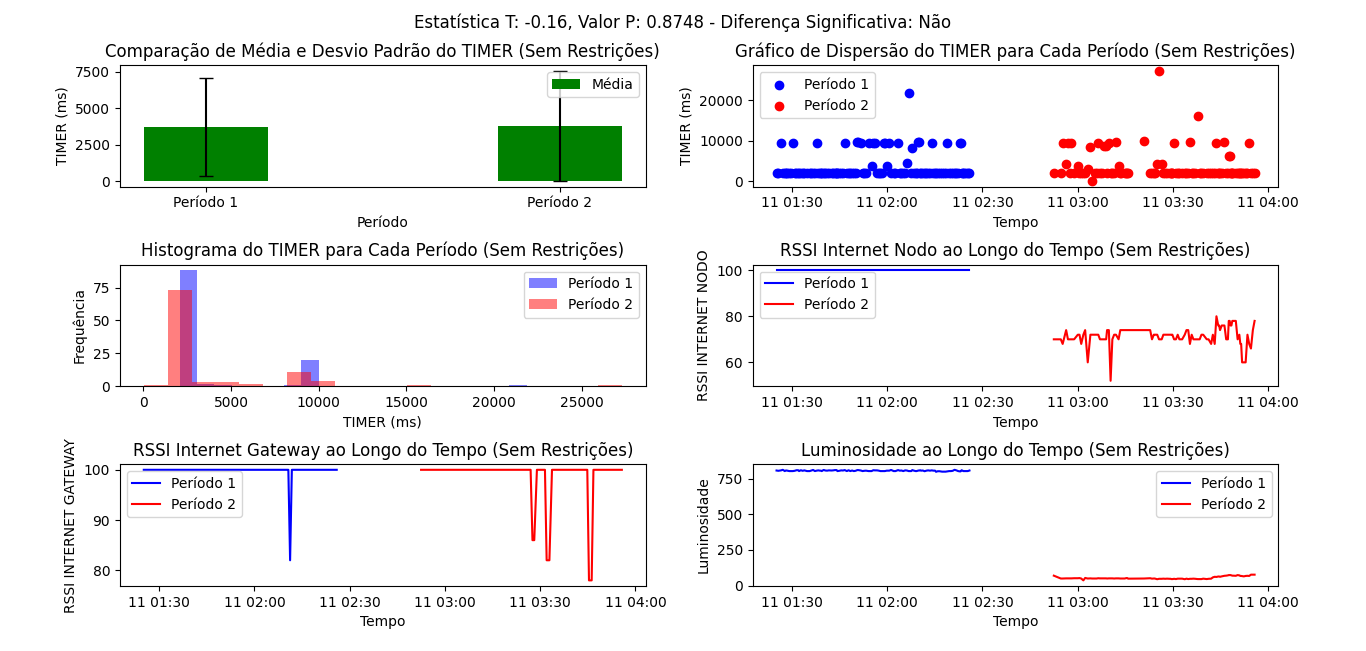 Estatística T: -0.16, Valor P: 0.8748 - Diferença Significativa: Não
Comparação de Média e Desvio Padrão do TIMER (Sem Restrições)
TIMER (ms)
7500
5000
2500
0
Média
Período 1
Período 2
Período
Gráfico de Dispersão do TIMER para Cada Período (Sem Restrições)
TIMER (ms)
20000
10000
0
Período 1
Período 2
11 01:30
11 02:00
11 02:30
11 03:00
11 03:30
11 04:00
Tempo
Histograma do TIMER para Cada Período (Sem Restrições)
Frequência
75
50
25
0
Período 1
Período 2
0
5000
10000
15000
20000
25000
TIMER (ms)
RSSI Internet Nodo ao Longo do Tempo (Sem Restrições)
RSSI INTERNET NODO
100
80
60
Período 1
Período 2
11 01:30
11 02:00
11 02:30
11 03:00
11 03:30
11 04:00
Tempo
RSSI Internet Gateway ao Longo do Tempo (Sem Restrições)
RSSI INTERNET GATEWAY
100
90
80
Período 1
Período 2
11 01:30
11 02:00
11 02:30
11 03:00
11 03:30
11 04:00
Tempo
Luminosidade ao Longo do Tempo (Sem Restrições)
Luminosidade
750
500
250
0
Período 1
Período 2
11 01:30
11 02:00
11 02:30
11 03:00
11 03:30
11 04:00
Tempo